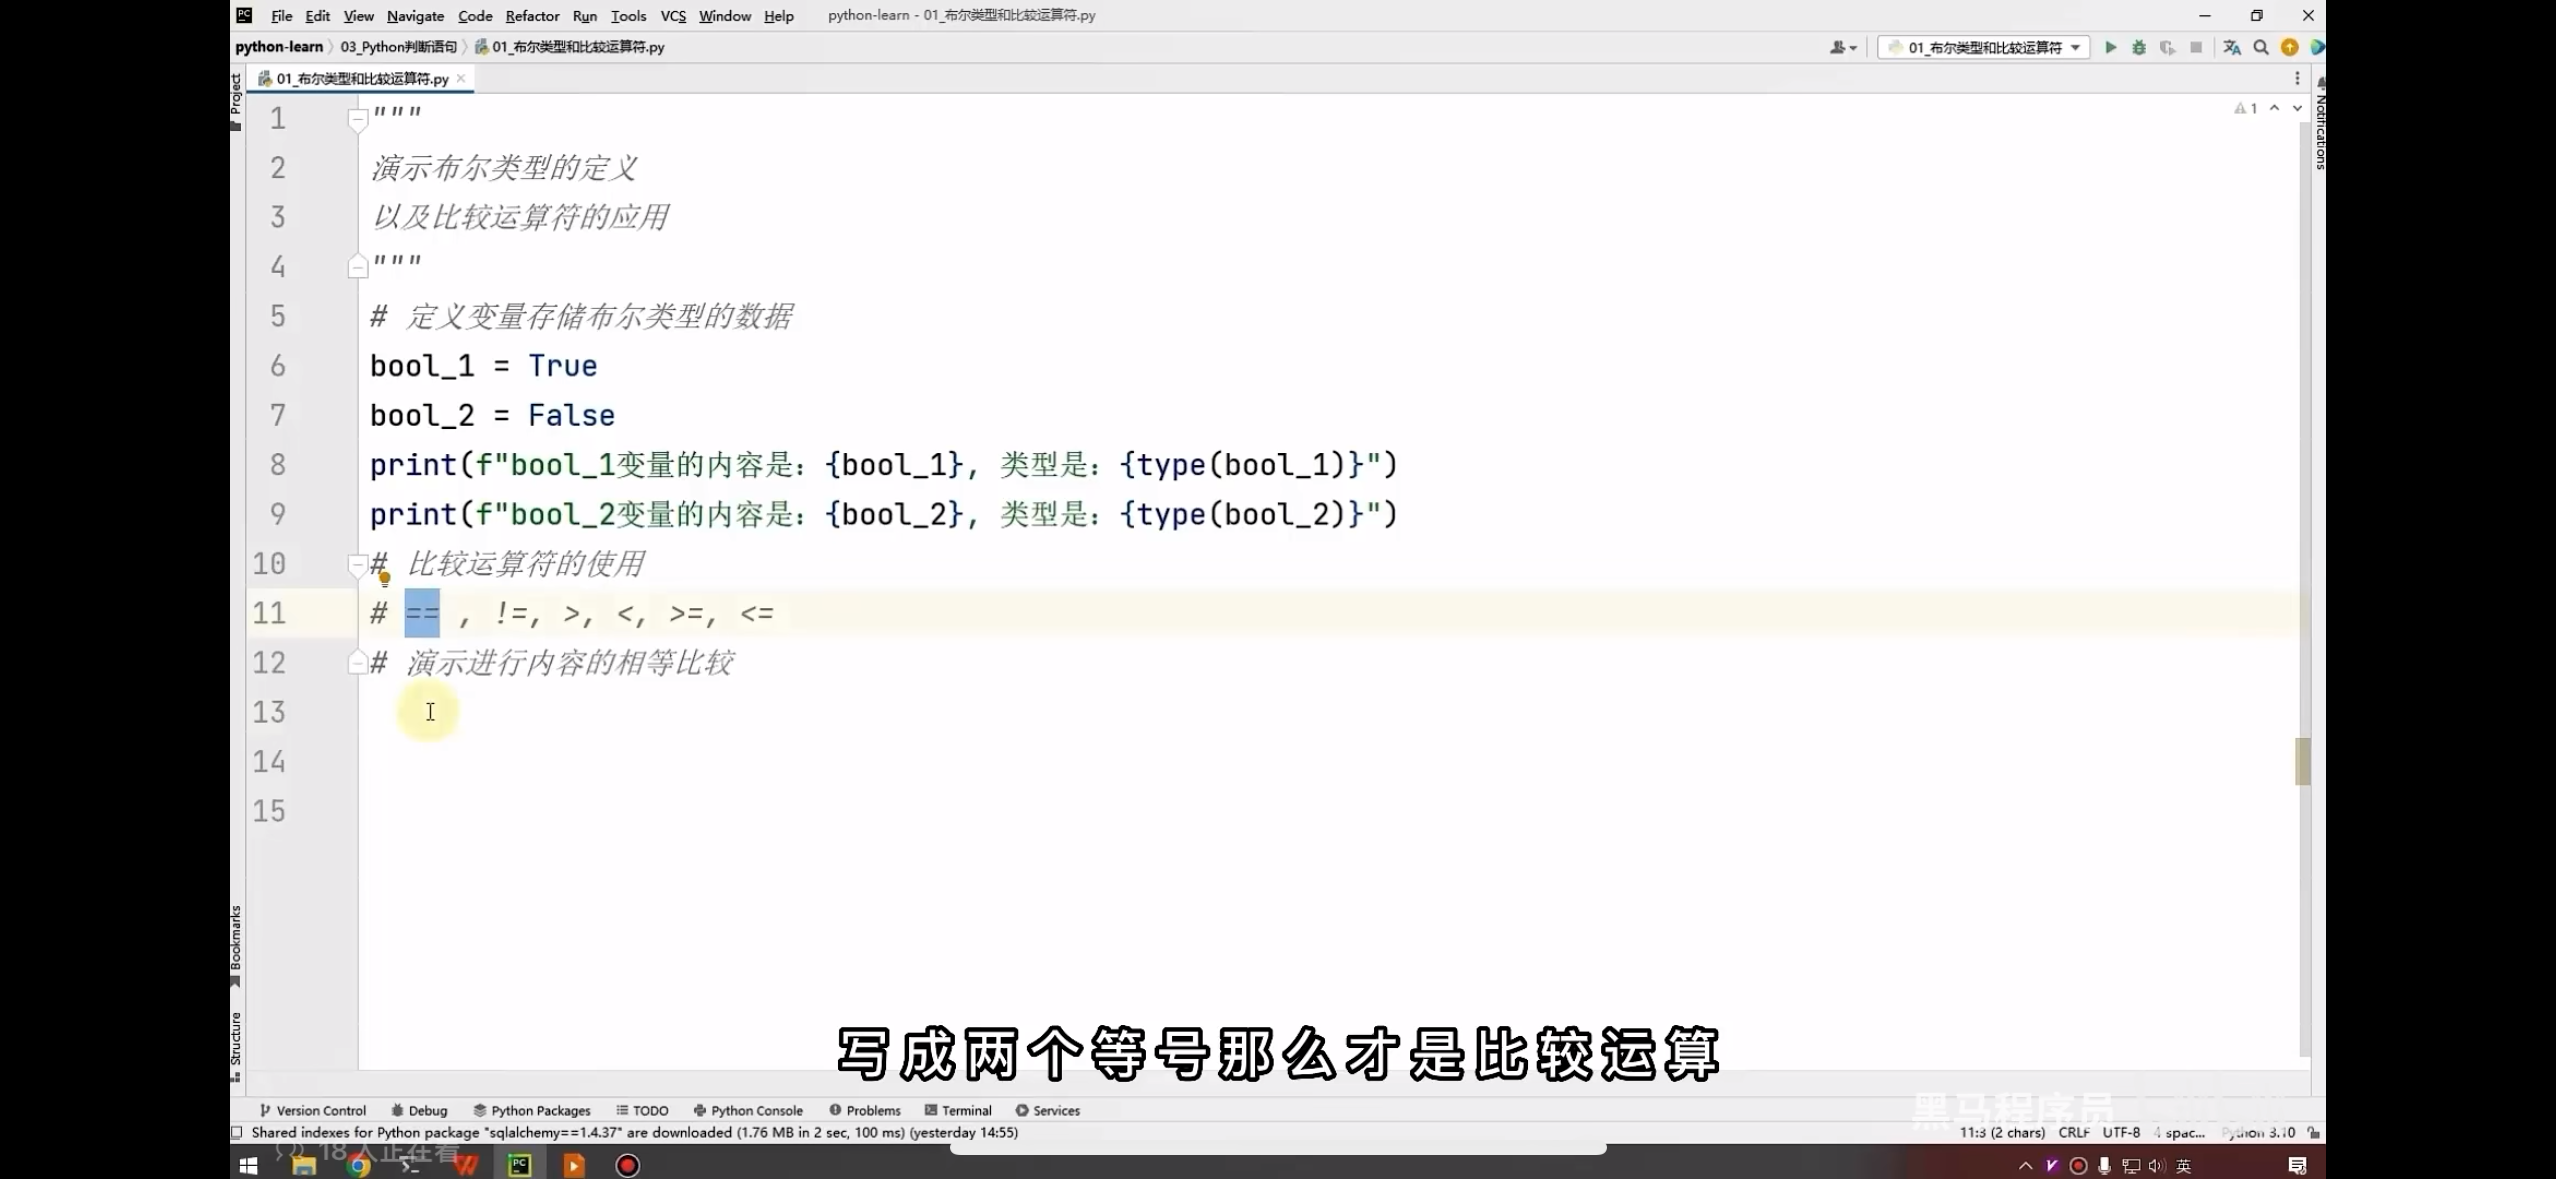 File Edit View Navigate Code Refactor Run Tools VCS Window Help python-learn - 01_布尔类型和比较运算符.py
python-learn 03_Python判断语句 01_布尔类型和比较运算符.py 01_布尔类型和比较运算符
Project
01_布尔类型和比较运算符.py
Notifications
1
1 """
2 演示布尔类型的定义
3 以及比较运算符的应用
4 """
5 # 定义变量存储布尔类型的数据
6 bool_1 = True
7 bool_2 = False
8 print(f"bool_1变量的内容是：{bool_1}, 类型是：{type(bool_1)}")
9 print(f"bool_2变量的内容是：{bool_2}, 类型是：{type(bool_2)}")
10 # 比较运算符的使用
11 # == , !=, >, <, >=, <=
12 # 演示进行内容的相等比较
13
14
15
Bookmarks
Structure
写成两个等号那么才是比较运算
Version Control Debug Python Packages TODO Python Console Problems Terminal Services
黑马程序员
Shared indexes for Python package "sqlalchemy==1.4.37" are downloaded (1.76 MB in 2 sec, 100 ms) (yesterday 14:55) 11:3 (2 chars) CRLF UTF-8 4 spac... Python 3.10
18人正在看
英